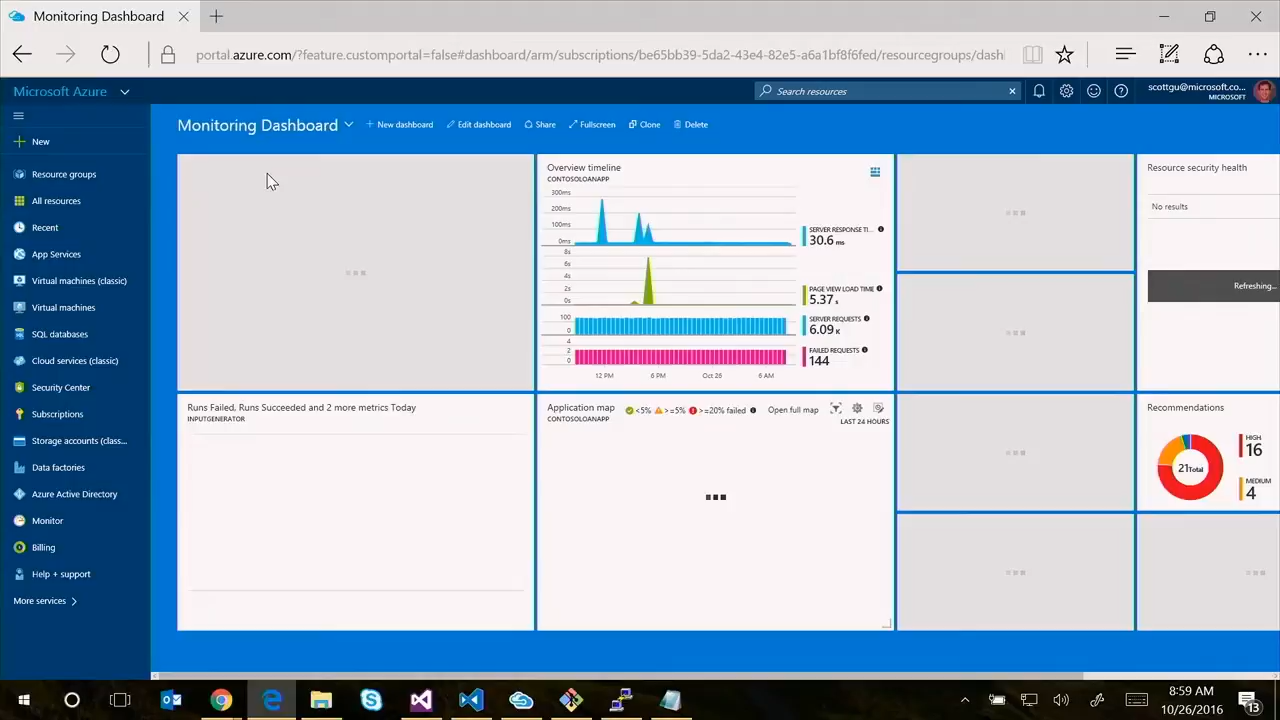 Monitoring Dashboard
portal.azure.com/?feature.customportal=false#dashboard/arm/subscriptions/be65bb39-5da2-43e4-82e5-a6a1bf8f6fed/resourcegroups/dash
Microsoft Azure
Search resources
scottgu@microsoft.co...
MICROSOFT
New
Resource groups
All resources
Recent
App Services
Virtual machines (classic)
Virtual machines
SQL databases
Cloud services (classic)
Security Center
Subscriptions
Storage accounts (class...
Data factories
Azure Active Directory
Monitor
Billing
Help + support
More services
Monitoring Dashboard
New dashboard
Edit dashboard
Share
Fullscreen
Clone
Delete
Overview timeline
CONTOSOLOANAPP
300ms
200ms
100ms
0ms
8s
6s
4s
2s
0s
100
0
4
2
0
12 PM
6 PM
Oct 26
6 AM
SERVER RESPONSE TI...
30.6 ms
PAGE VIEW LOAD TIME
5.37 s
SERVER REQUESTS
6.09 K
FAILED REQUESTS
144
Resource security health
No results
Refreshing...
Runs Failed, Runs Succeeded and 2 more metrics Today
INPUTGENERATOR
Application map
CONTOSOLOANAPP
<5%
>=5%
>=20% failed
Open full map
LAST 24 HOURS
Recommendations
21 Total
HIGH
16
MEDIUM
4
8:59 AM
10/26/2016
13